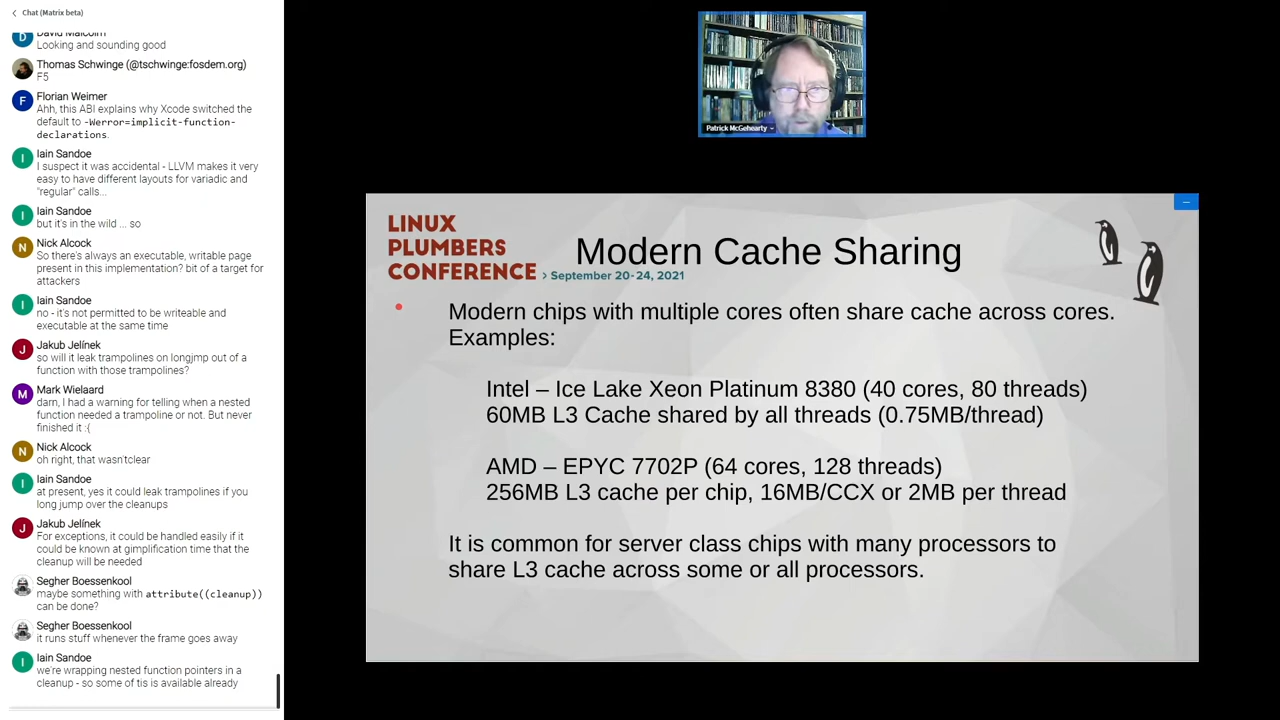 Chat (Matrix beta)
David Malcolm
Looking and sounding good
Thomas Schwinge (@tschwinge:fosdem.org)
F5
Florian Weimer
Ahh, this ABI explains why Xcode switched the
default to -Werror=implicit-function-
declarations.
Iain Sandoe
I suspect it was accidental - LLVM makes it very
easy to have different layouts for variadic and
"regular" calls...
Iain Sandoe
but it's in the wild ... so
Nick Alcock
So there's always an executable, writable page
present in this implementation? bit of a target for
attackers
Iain Sandoe
no - it's not permitted to be writeable and
executable at the same time
Jakub Jelínek
so will it leak trampolines on longjmp out of a
function with those trampolines?
Mark Wielaard
darn, I had a warning for telling when a nested
function needed a trampoline or not. But never
finished it :{
Nick Alcock
oh right, that wasn'tclear
Iain Sandoe
at present, yes it could leak trampolines if you
long jump over the cleanups
Jakub Jelínek
For exceptions, it could be handled easily if it
could be known at gimplification time that the
cleanup will be needed
Segher Boessenkool
maybe something with attribute((cleanup))
can be done?
Segher Boessenkool
it runs stuff whenever the frame goes away
Iain Sandoe
we're wrapping nested function pointers in a
cleanup - so some of tis is available already
Patrick McGehearty
LINUX
PLUMBERS
CONFERENCE
> September 20-24, 2021
Modern Cache Sharing
Modern chips with multiple cores often share cache across cores.
Examples:
Intel – Ice Lake Xeon Platinum 8380 (40 cores, 80 threads)
60MB L3 Cache shared by all threads (0.75MB/thread)
AMD – EPYC 7702P (64 cores, 128 threads)
256MB L3 cache per chip, 16MB/CCX or 2MB per thread
It is common for server class chips with many processors to
share L3 cache across some or all processors.